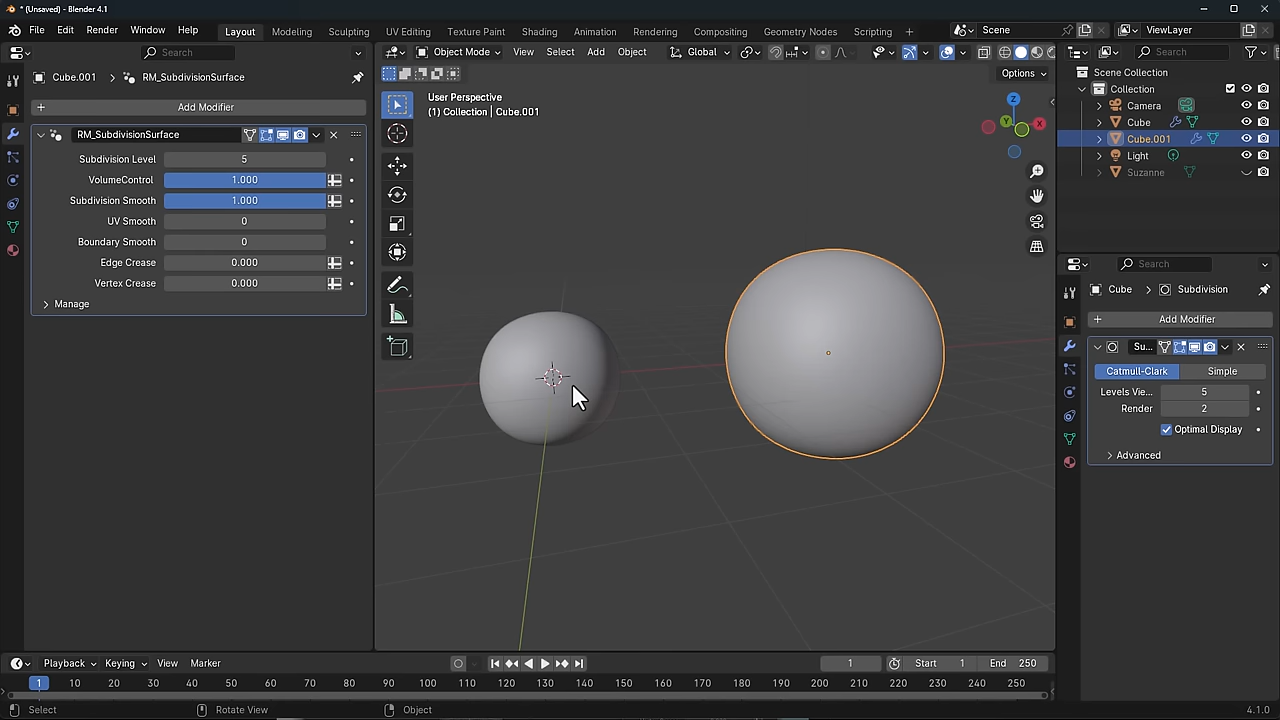 * (Unsaved) - Blender 4.1
File Edit Render Window Help Layout Modeling Sculpting UV Editing Texture Paint Shading Animation Rendering Compositing Geometry Nodes Scripting + Scene ViewLayer
Search Object Mode View Select Add Object Global Search
Options
Cube.001 > RM_SubdivisionSurface
+ Add Modifier
RM_SubdivisionSurface
Subdivision Level 5
VolumeControl 1.000
Subdivision Smooth 1.000
UV Smooth 0
Boundary Smooth 0
Edge Crease 0.000
Vertex Crease 0.000
Manage
User Perspective
(1) Collection | Cube.001
Z
Y
X
Scene Collection
Collection
Camera
Cube
Cube.001
Light
Suzanne
Search
Cube > Subdivision
+ Add Modifier
Su...
Catmull-Clark Simple
Levels Vie... 5
Render 2
Optimal Display
Advanced
Playback Keying View Marker 1 Start 1 End 250
1 10 20 30 40 50 60 70 80 90 100 110 120 130 140 150 160 170 180 190 200 210 220 230 240 250
Select Rotate View Object 4.1.0